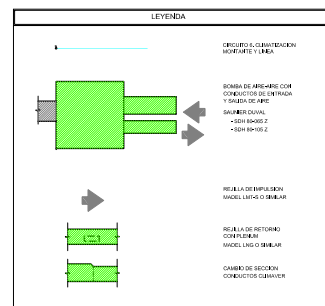 LEYENDA
CIRCUITO 6. CLIMATIZACION
MONTANTE Y LINEA
BOMBA DE AIRE-AIRE CON
CONDUCTOS DE ENTRADA
Y SALIDA DE AIRE
SAUNIER DUVAL
- SDH 80-065 Z
- SDH 80-105 Z
REJILLA DE IMPULSION
MADEL LMT-S O SIMILAR
REJILLA DE RETORNO
CON PLENUM
MADEL LNG O SIMILAR
CAMBIO DE SECCION
CONDUCTOS CLIMAVER